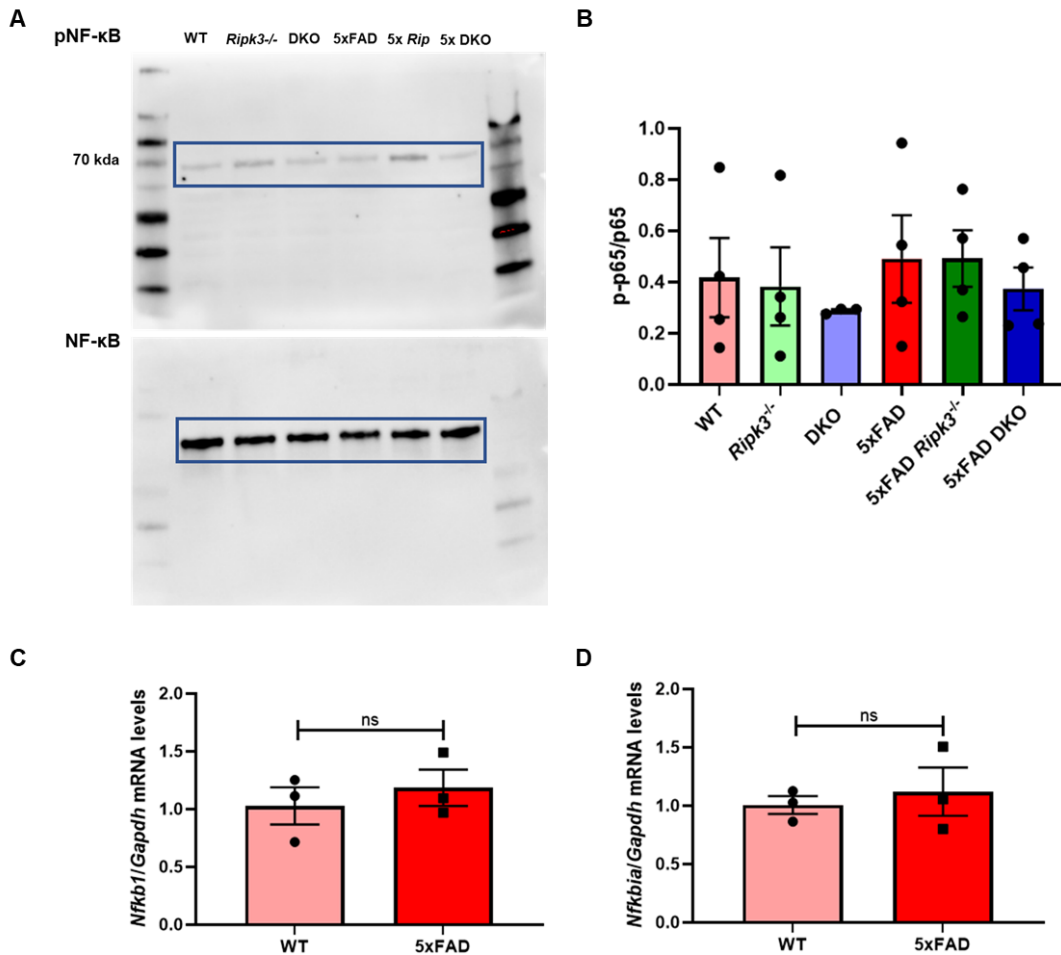 A
pNF-κB
WT Ripk3-/- DKO 5xFAD 5x Rip 5x DKO
70 kda
NF-κB
B
p-p65/p65
1.0
0.8
0.6
0.4
0.2
0.0
WT
Ripk3-/-
DKO
5xFAD
5xFAD Ripk3-/-
5xFAD DKO
C
Nfkb1/Gapdh mRNA levels
2.0
1.5
1.0
0.5
0.0
ns
WT
5xFAD
D
Nfkbia/Gapdh mRNA levels
2.0
1.5
1.0
0.5
0.0
ns
WT
5xFAD